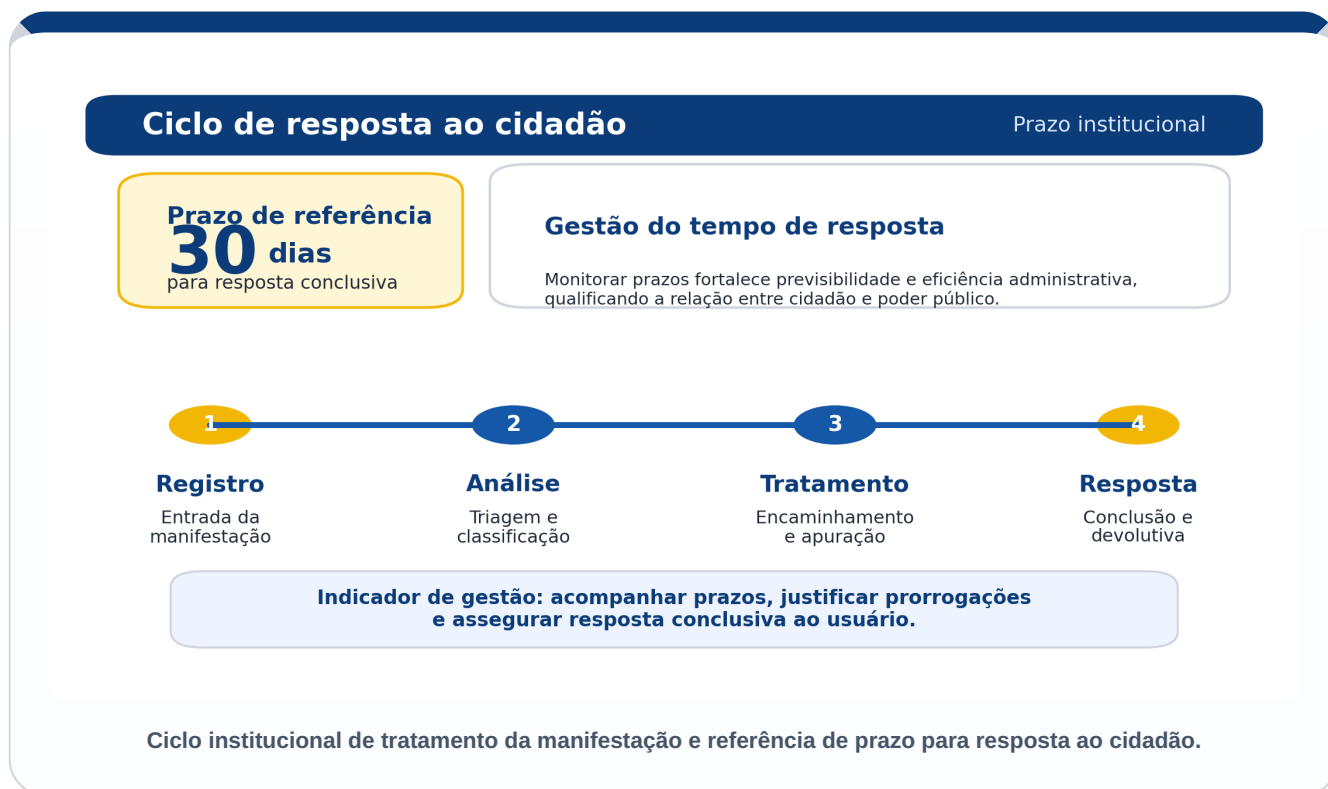 Ciclo de resposta ao cidadão
Prazo institucional
Prazo de referência
30 dias
para resposta conclusiva
Gestão do tempo de resposta
Monitorar prazos fortalece previsibilidade e eficiência administrativa,
qualificando a relação entre cidadão e poder público.
1
2
3
4
Registro
Entrada da
manifestação
Análise
Triagem e
classificação
Tratamento
Encaminhamento
e apuração
Resposta
Conclusão e
devolutiva
Indicador de gestão: acompanhar prazos, justificar prorrogações
e assegurar resposta conclusiva ao usuário.
Ciclo institucional de tratamento da manifestação e referência de prazo para resposta ao cidadão.